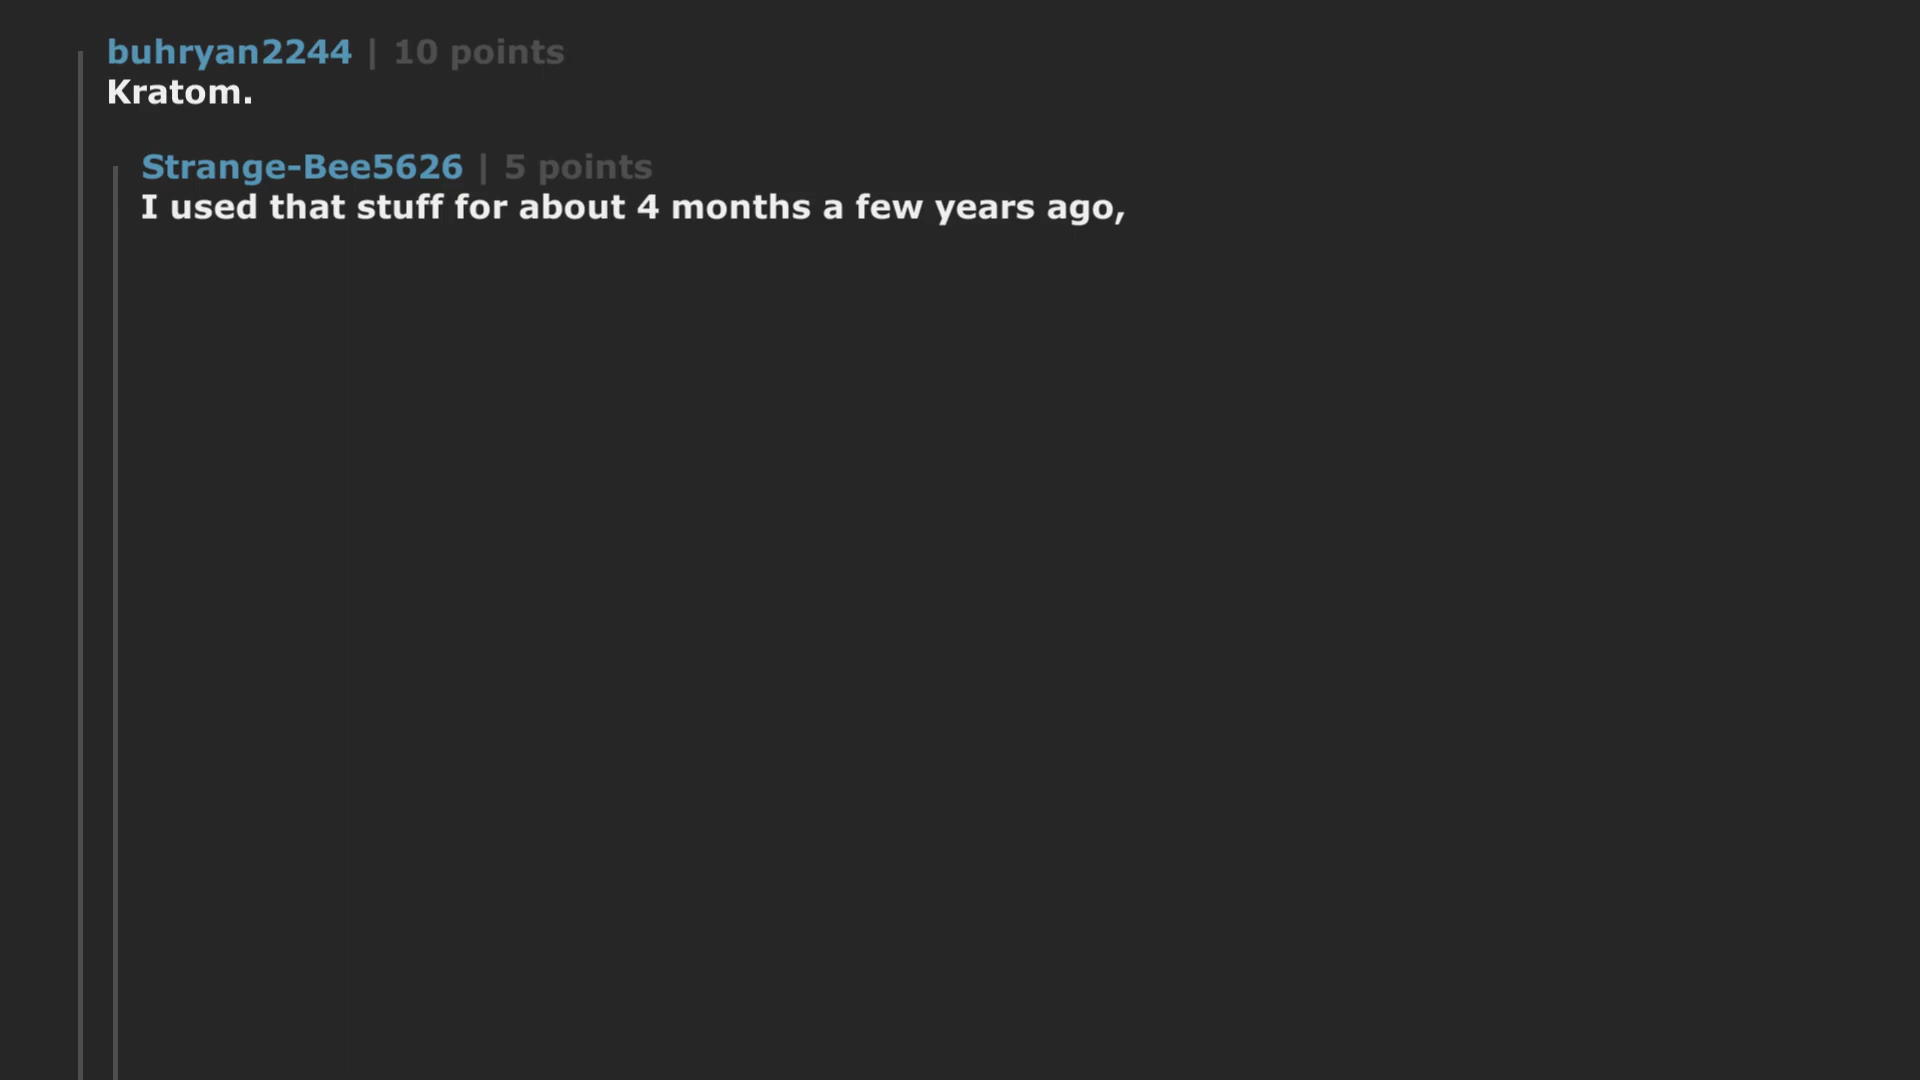 buhryan2244 | 10 points
Kratom.
Strange-Bee5626 | 5 points
I used that stuff for about 4 months a few years ago,